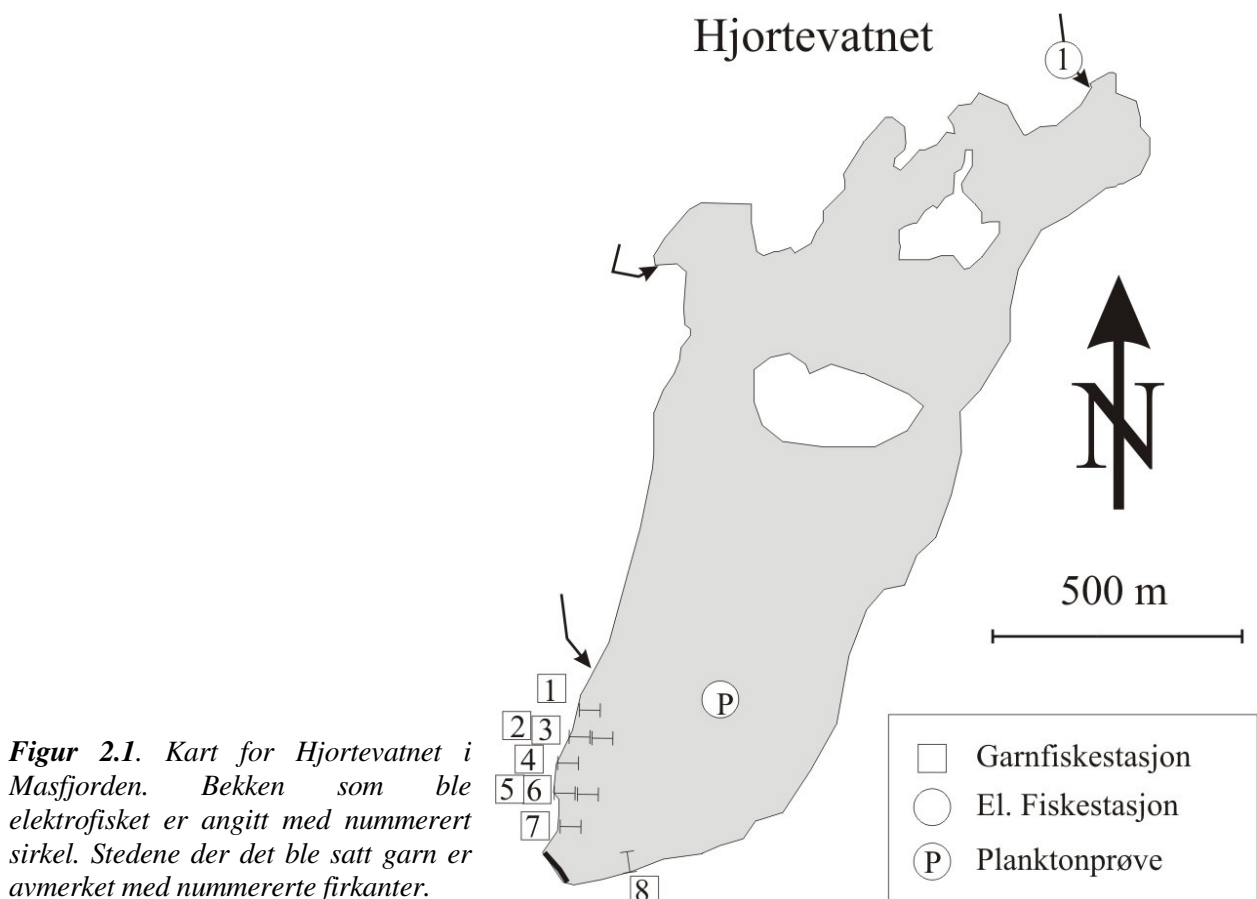 Hjortevatnet
1
N
500 m
P
1
2 3
4
5 6
7
8
Garnfiskestasjon
El. Fiskestasjon
P Planktonprøve
Figur 2.1. Kart for Hjortevatnet i
Masfjorden. Bekken som ble
elektrofisket er angitt med nummerert
sirkel. Stedene der det ble satt garn er
avmerket med nummererte firkanter.